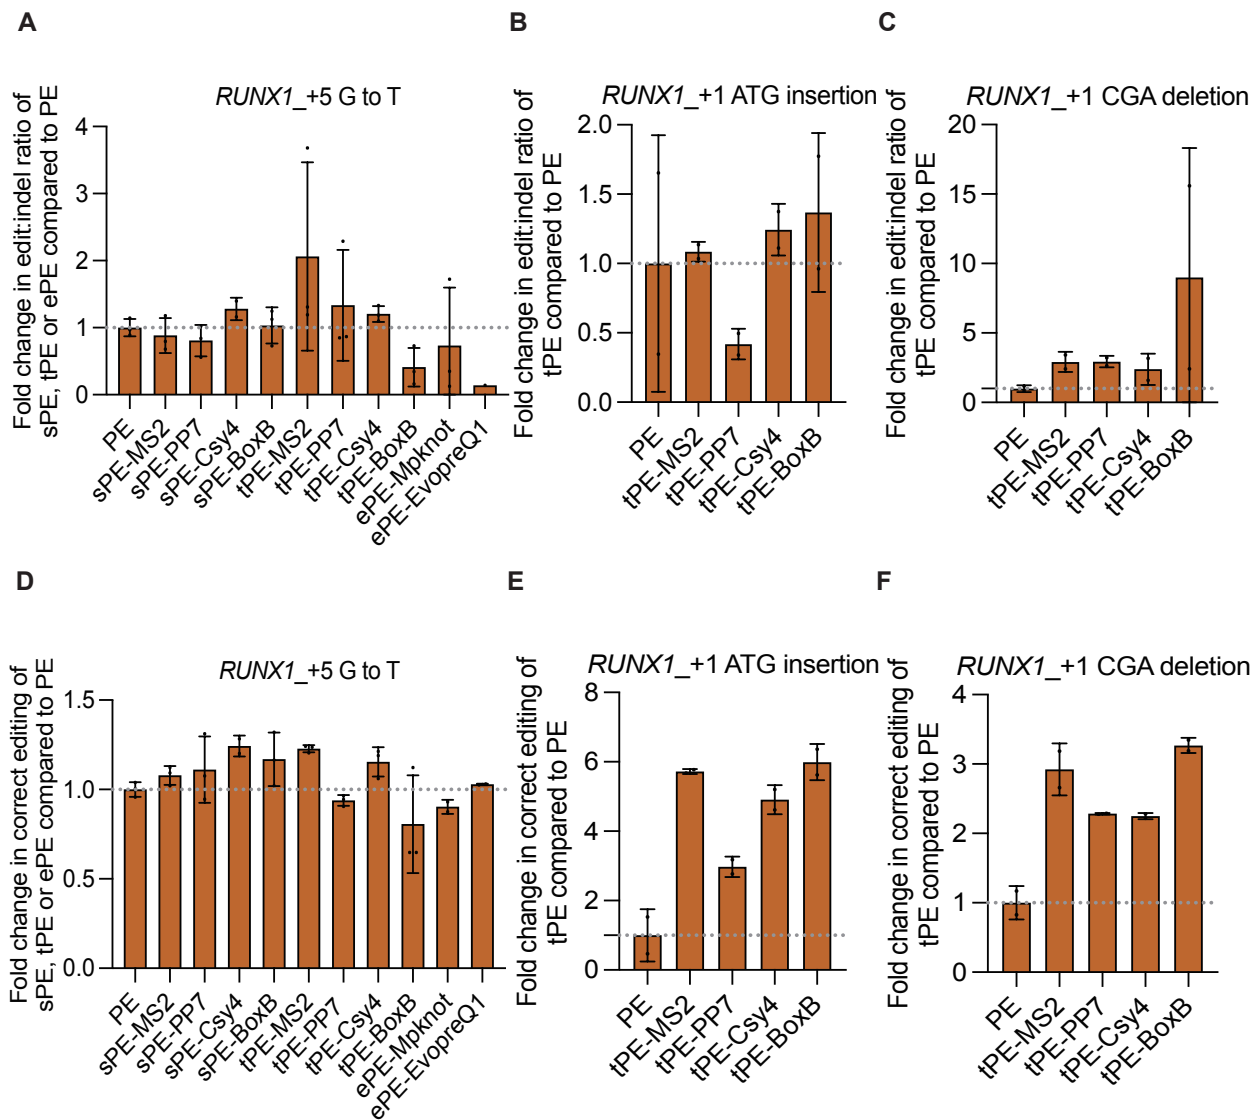 A
B
C
RUNX1_+5 G to T
Fold change in edit:indel ratio of
sPE, tPE or ePE compared to PE
4
3
2
1
0
PE
sPE-MS2
sPE-PP7
sPE-Csy4
sPE-BoxB
tPE-MS2
tPE-PP7
tPE-Csy4
tPE-BoxB
ePE-Mpknot
ePE-EvopreQ1
RUNX1_+1 ATG insertion
Fold change in edit:indel ratio of
tPE compared to PE
2.0
1.5
1.0
0.5
0.0
PE
tPE-MS2
tPE-PP7
tPE-Csy4
tPE-BoxB
RUNX1_+1 CGA deletion
Fold change in edit:indel ratio of
tPE compared to PE
20
15
10
5
0
PE
tPE-MS2
tPE-PP7
tPE-Csy4
tPE-BoxB
D
E
F
RUNX1_+5 G to T
Fold change in correct editing of
sPE, tPE or ePE compared to PE
1.5
1.0
0.5
0.0
PE
sPE-MS2
sPE-PP7
sPE-Csy4
sPE-BoxB
tPE-MS2
tPE-PP7
tPE-Csy4
tPE-BoxB
ePE-Mpknot
ePE-EvopreQ1
RUNX1_+1 ATG insertion
Fold change in correct editing of
tPE compared to PE
8
6
4
2
0
PE
tPE-MS2
tPE-PP7
tPE-Csy4
tPE-BoxB
RUNX1_+1 CGA deletion
Fold change in correct editing of
tPE compared to PE
4
3
2
1
0
PE
tPE-MS2
tPE-PP7
tPE-Csy4
tPE-BoxB